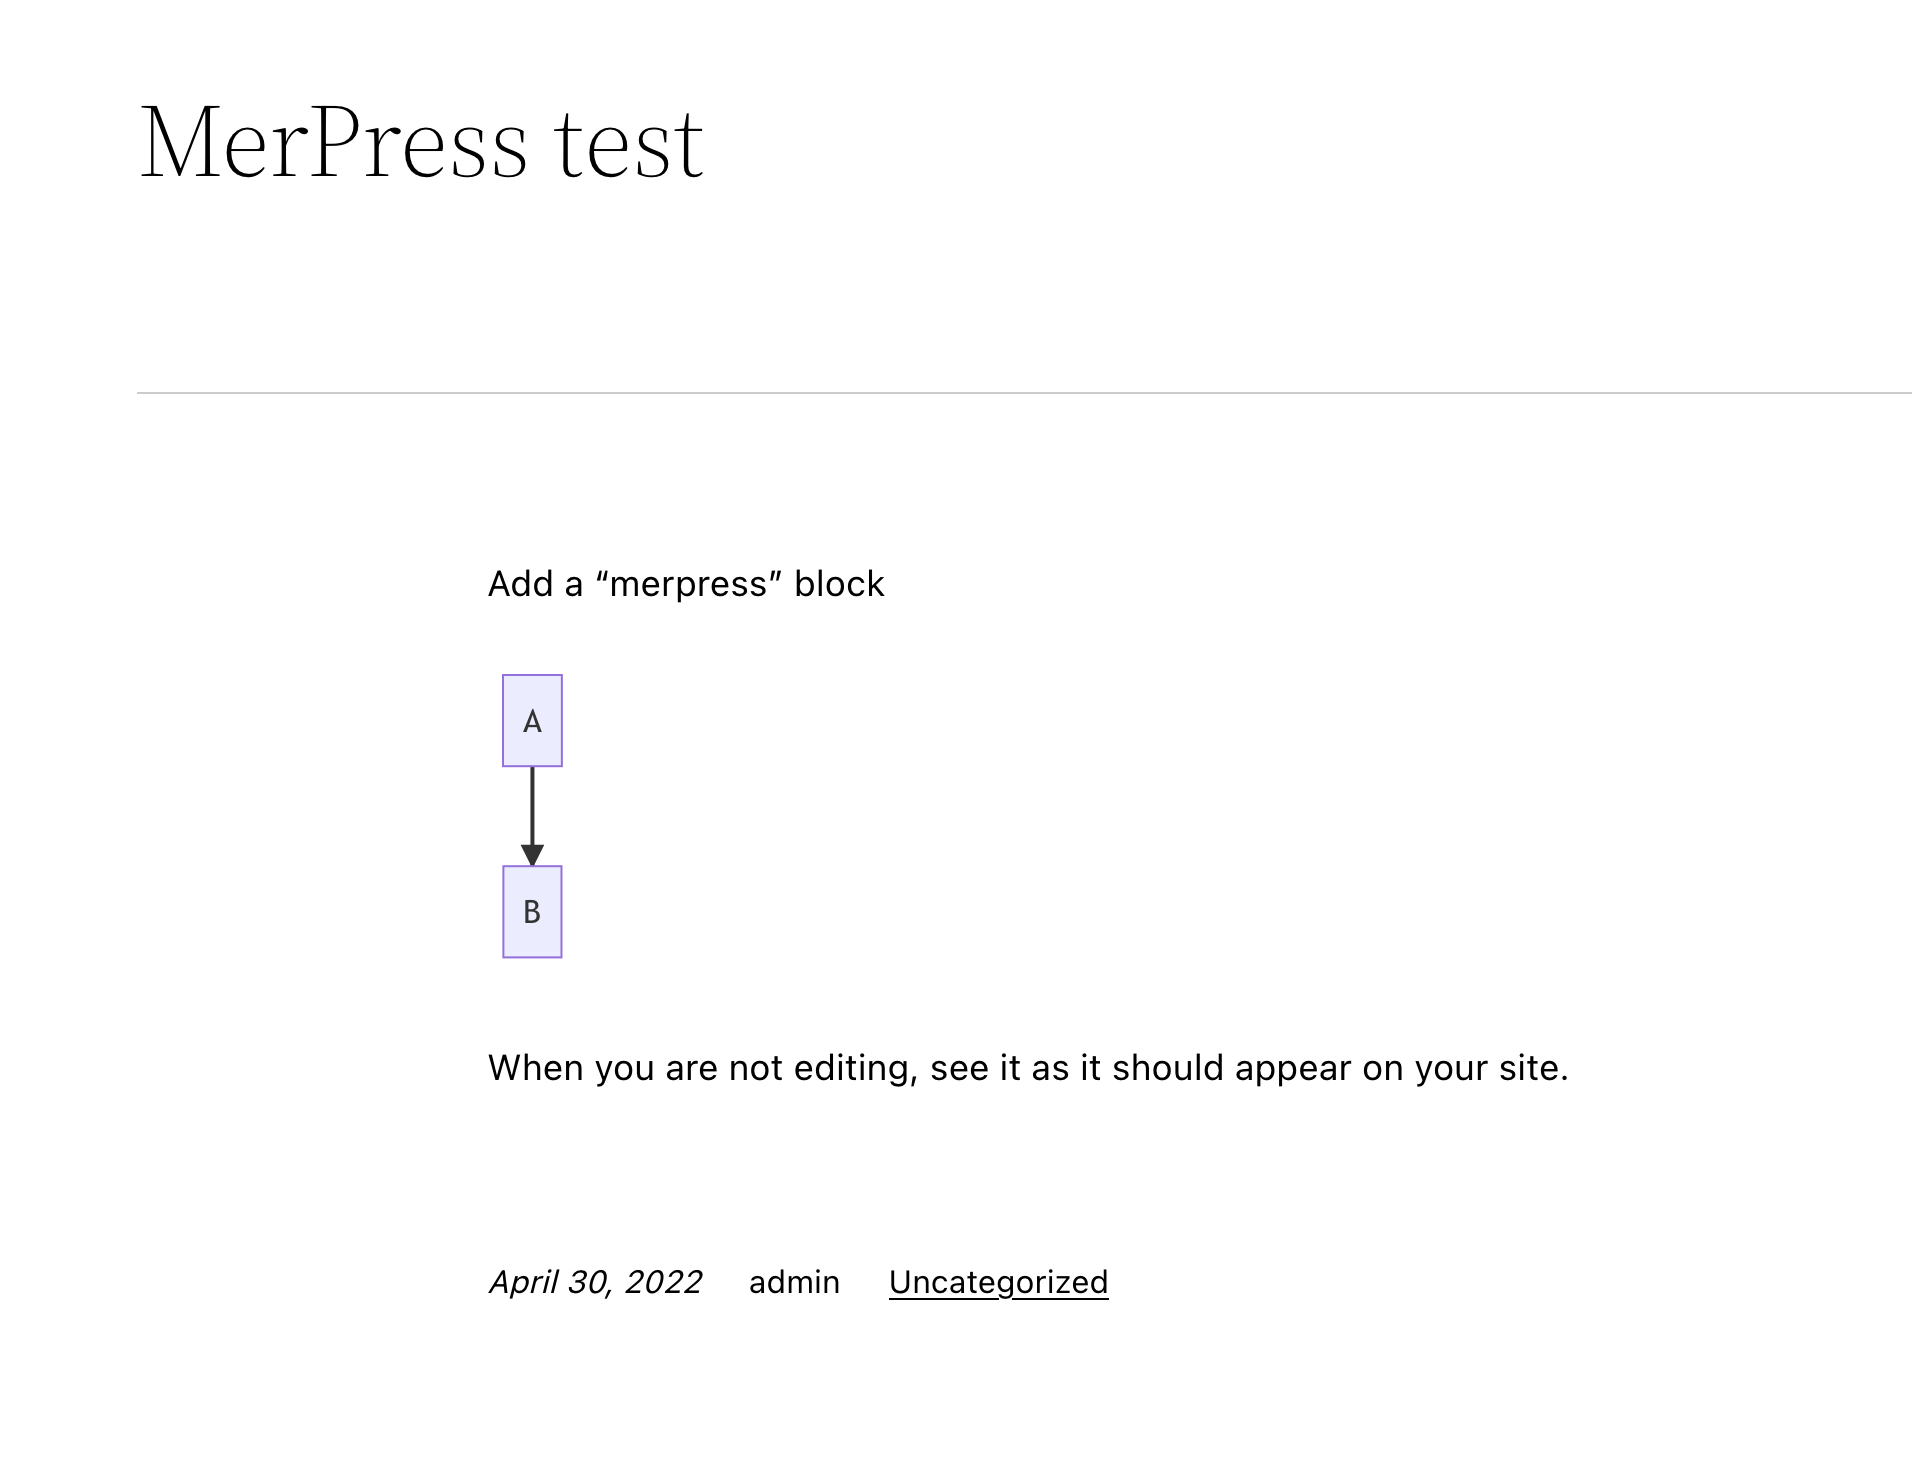 MerPress test
Add a “merpress” block
A
B
When you are not editing, see it as it should appear on your site.
April 30, 2022 admin Uncategorized